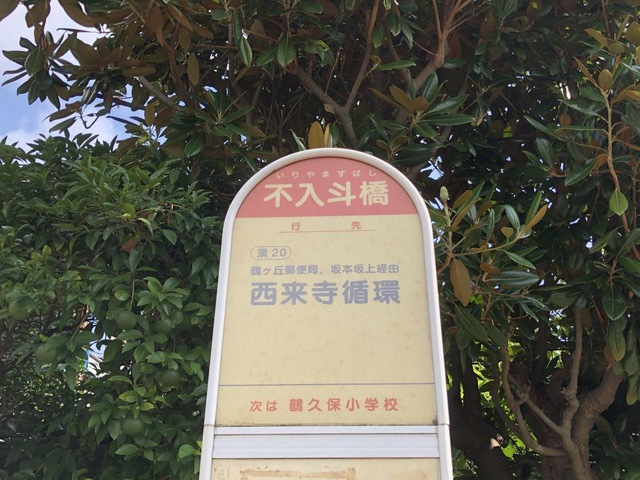 いりやまずばし
不入斗橋
行先
須20
鶴ヶ丘郵便局、坂本坂上経由
西来寺循環
次は 鶴久保小学校